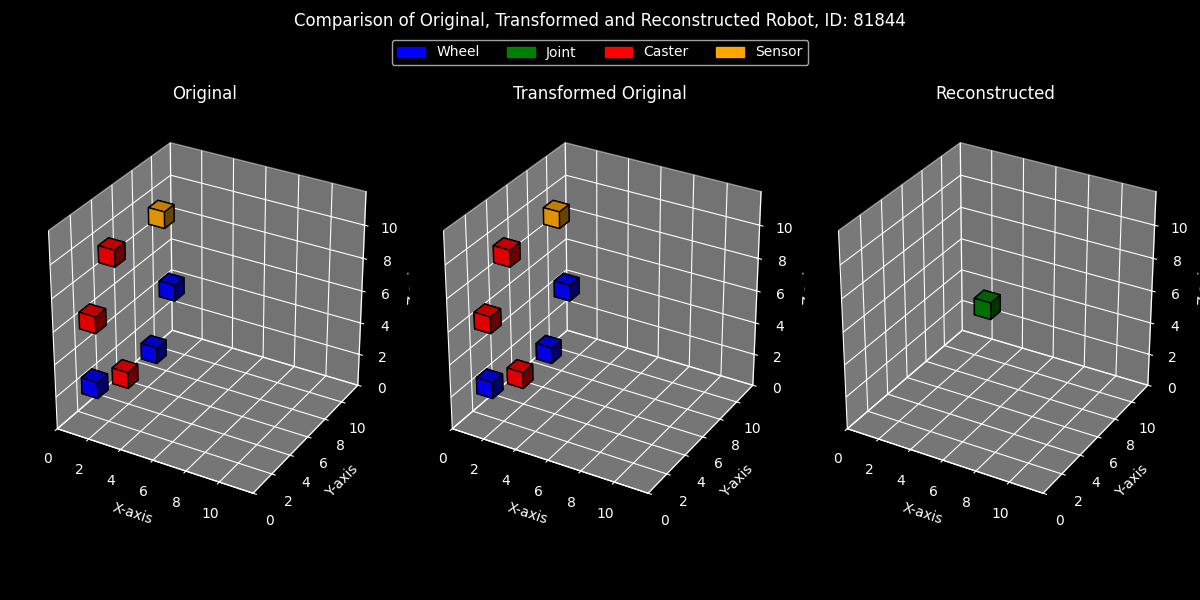 Comparison of Original, Transformed and Reconstructed Robot, ID: 81844
Wheel Joint Caster Sensor
Original
Transformed Original
Reconstructed
0 2 4 6 8 10
X-axis
0 2 4 6 8 10
Y-axis
0 2 4 6 8 10
0 2 4 6 8 10
X-axis
0 2 4 6 8 10
Y-axis
0 2 4 6 8 10
0 2 4 6 8 10
X-axis
0 2 4 6 8 10
Y-axis
0 2 4 6 8 10